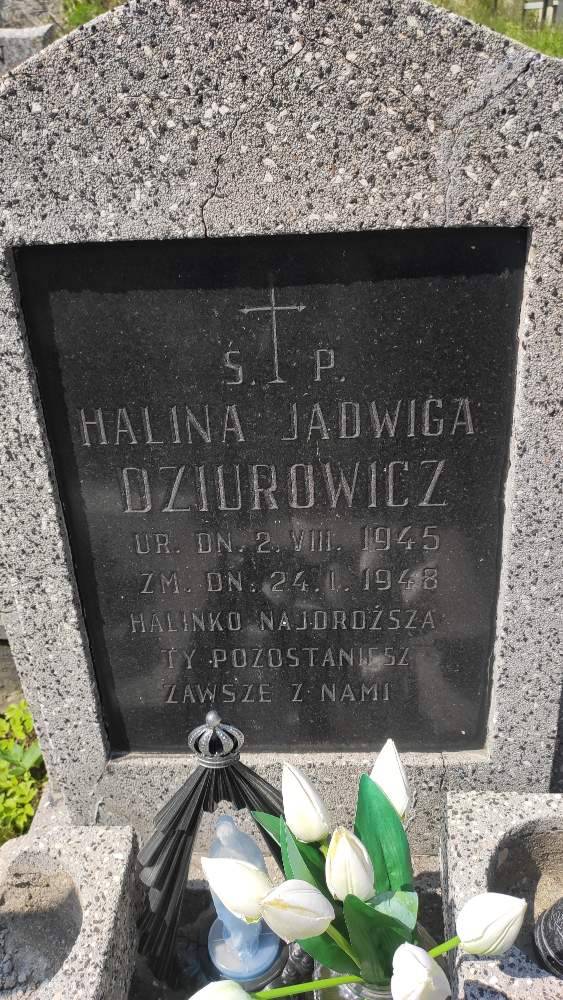 Ś. P.
HALINA JADWIGA
DZIUROWICZ
UR. DN. 2. VIII. 1945
ZM. DN. 24. I. 1948
HALINKO NAJDROŻSZA
TY POZOSTANIESZ
ZAWSZE Z NAMI